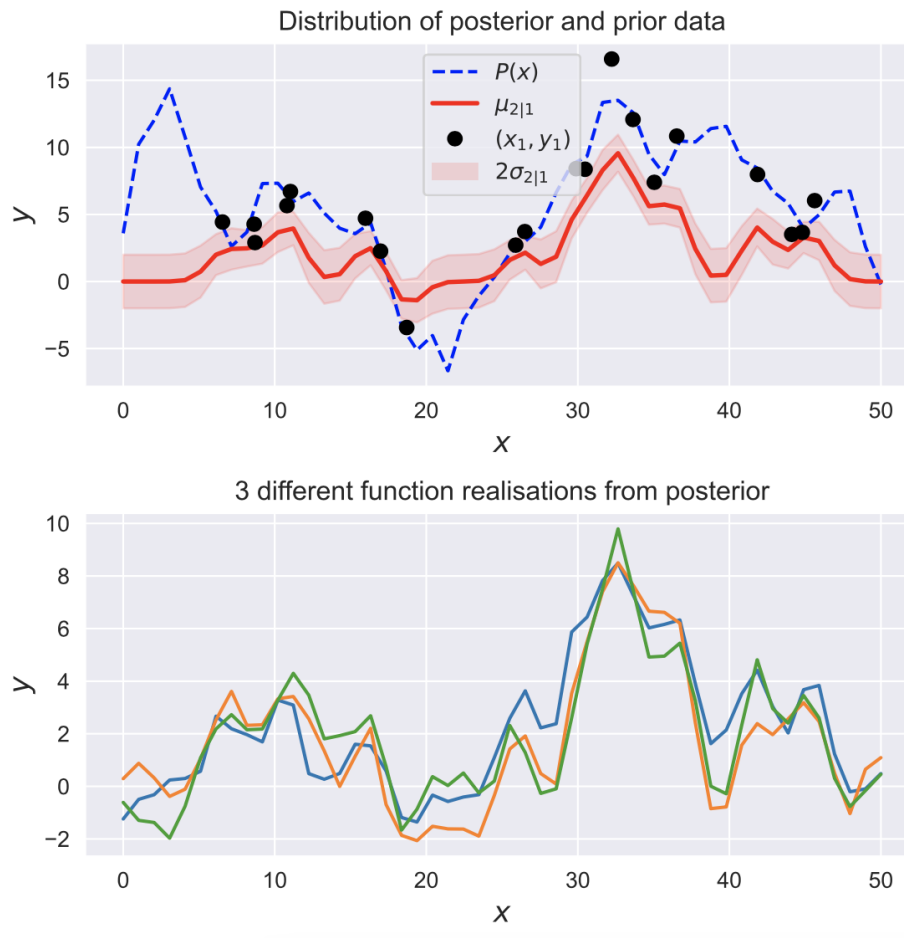 Distribution of posterior and prior data
15
10
5
0
−5
y
P(x)
μ2|1
(x1, y1)
2σ2|1
0 10 20 30 40 50
x
3 different function realisations from posterior
10
8
6
4
2
0
−2
y
0 10 20 30 40 50
x